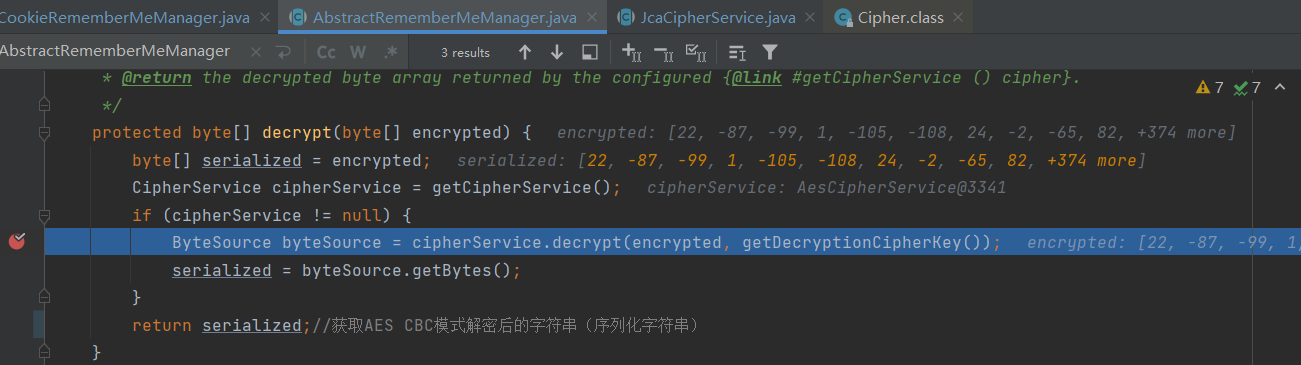 CookieRememberMeManager.java AbstractRememberMeManager.java JcaCipherService.java Cipher.class
AbstractRememberMeManager Cc W .* 3 results
* @return the decrypted byte array returned by the configured {@link #getCipherService () cipher}. 7 7
*/
protected byte[] decrypt(byte[] encrypted) { encrypted: [22, -87, -99, 1, -105, -108, 24, -2, -65, 82, +374 more]
byte[] serialized = encrypted; serialized: [22, -87, -99, 1, -105, -108, 24, -2, -65, 82, +374 more]
CipherService cipherService = getCipherService(); cipherService: AesCipherService@3341
if (cipherService != null) {
ByteSource byteSource = cipherService.decrypt(encrypted, getDecryptionCipherKey()); encrypted: [22, -87, -99, 1,
serialized = byteSource.getBytes();
}
return serialized;//获取AES CBC模式解密后的字符串（序列化字符串）
}